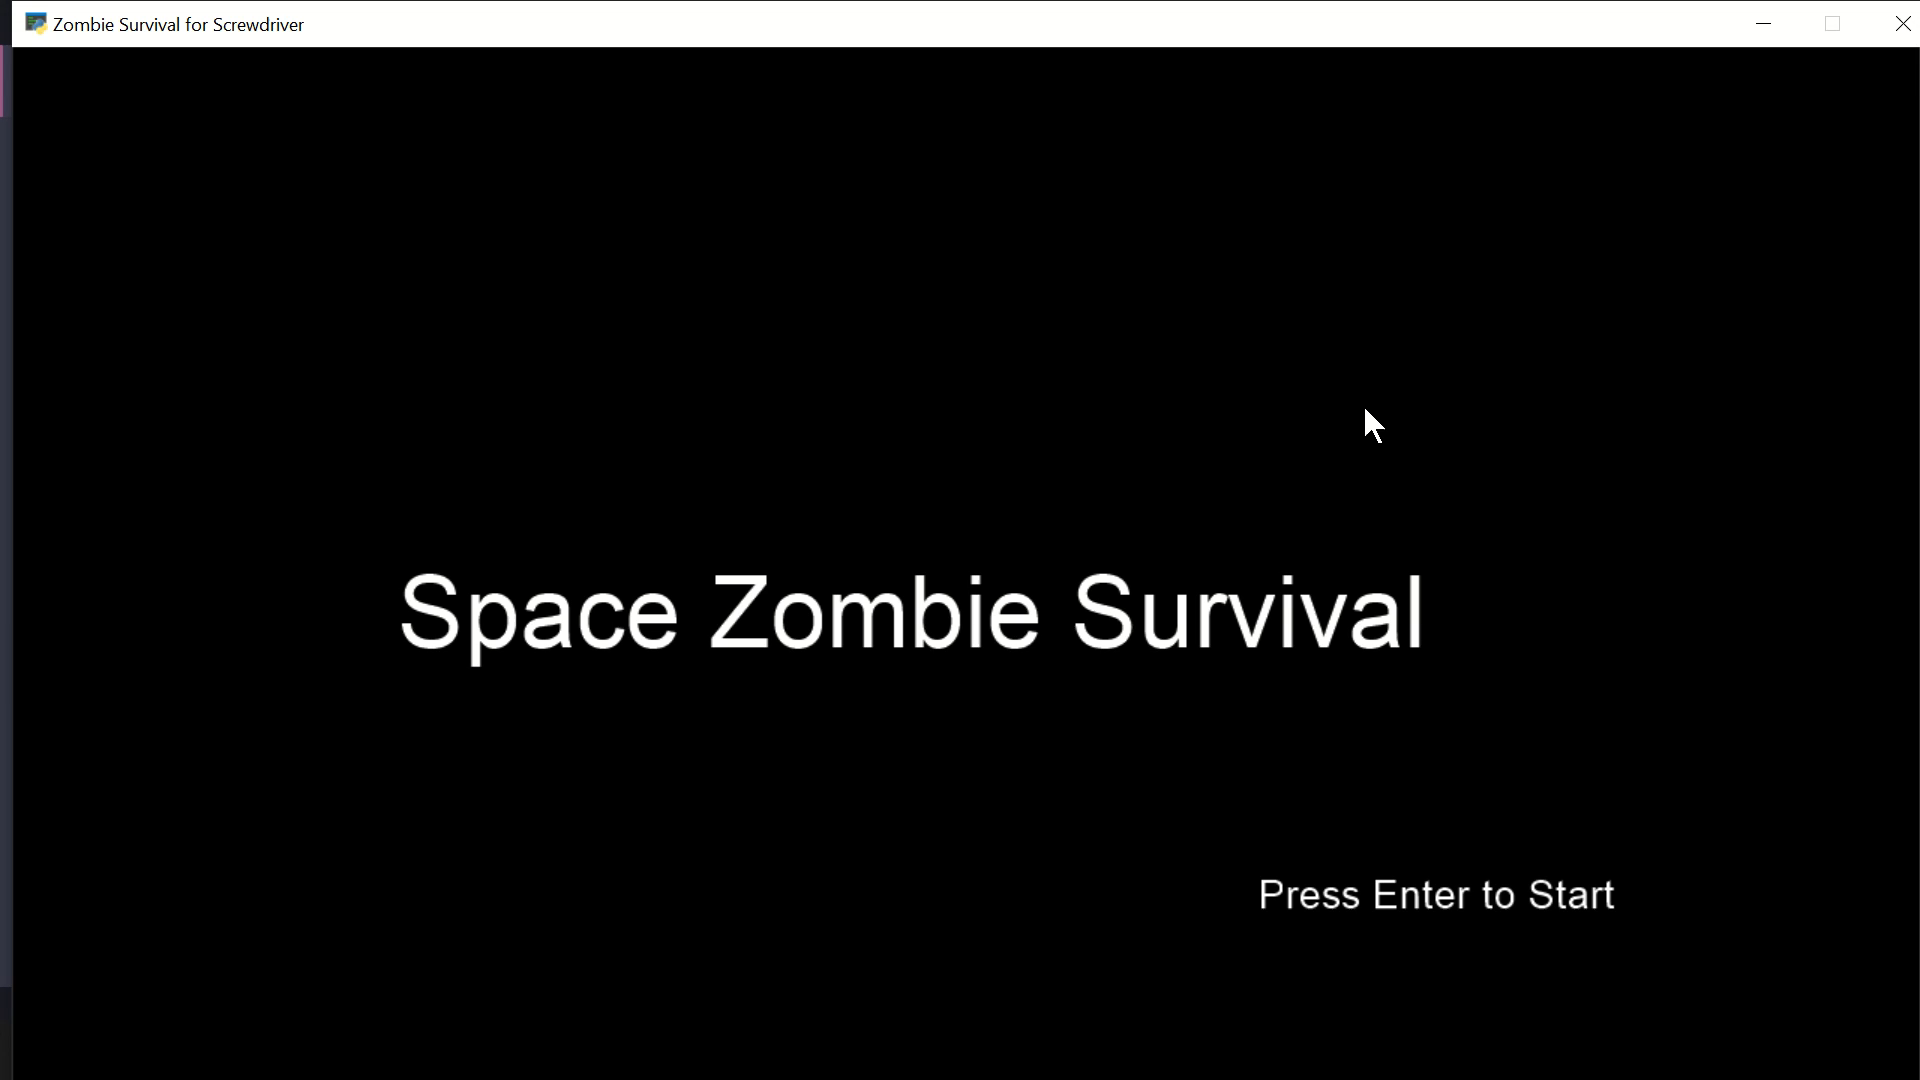 Zombie Survival for Screwdriver
Space Zombie Survival
Press Enter to Start